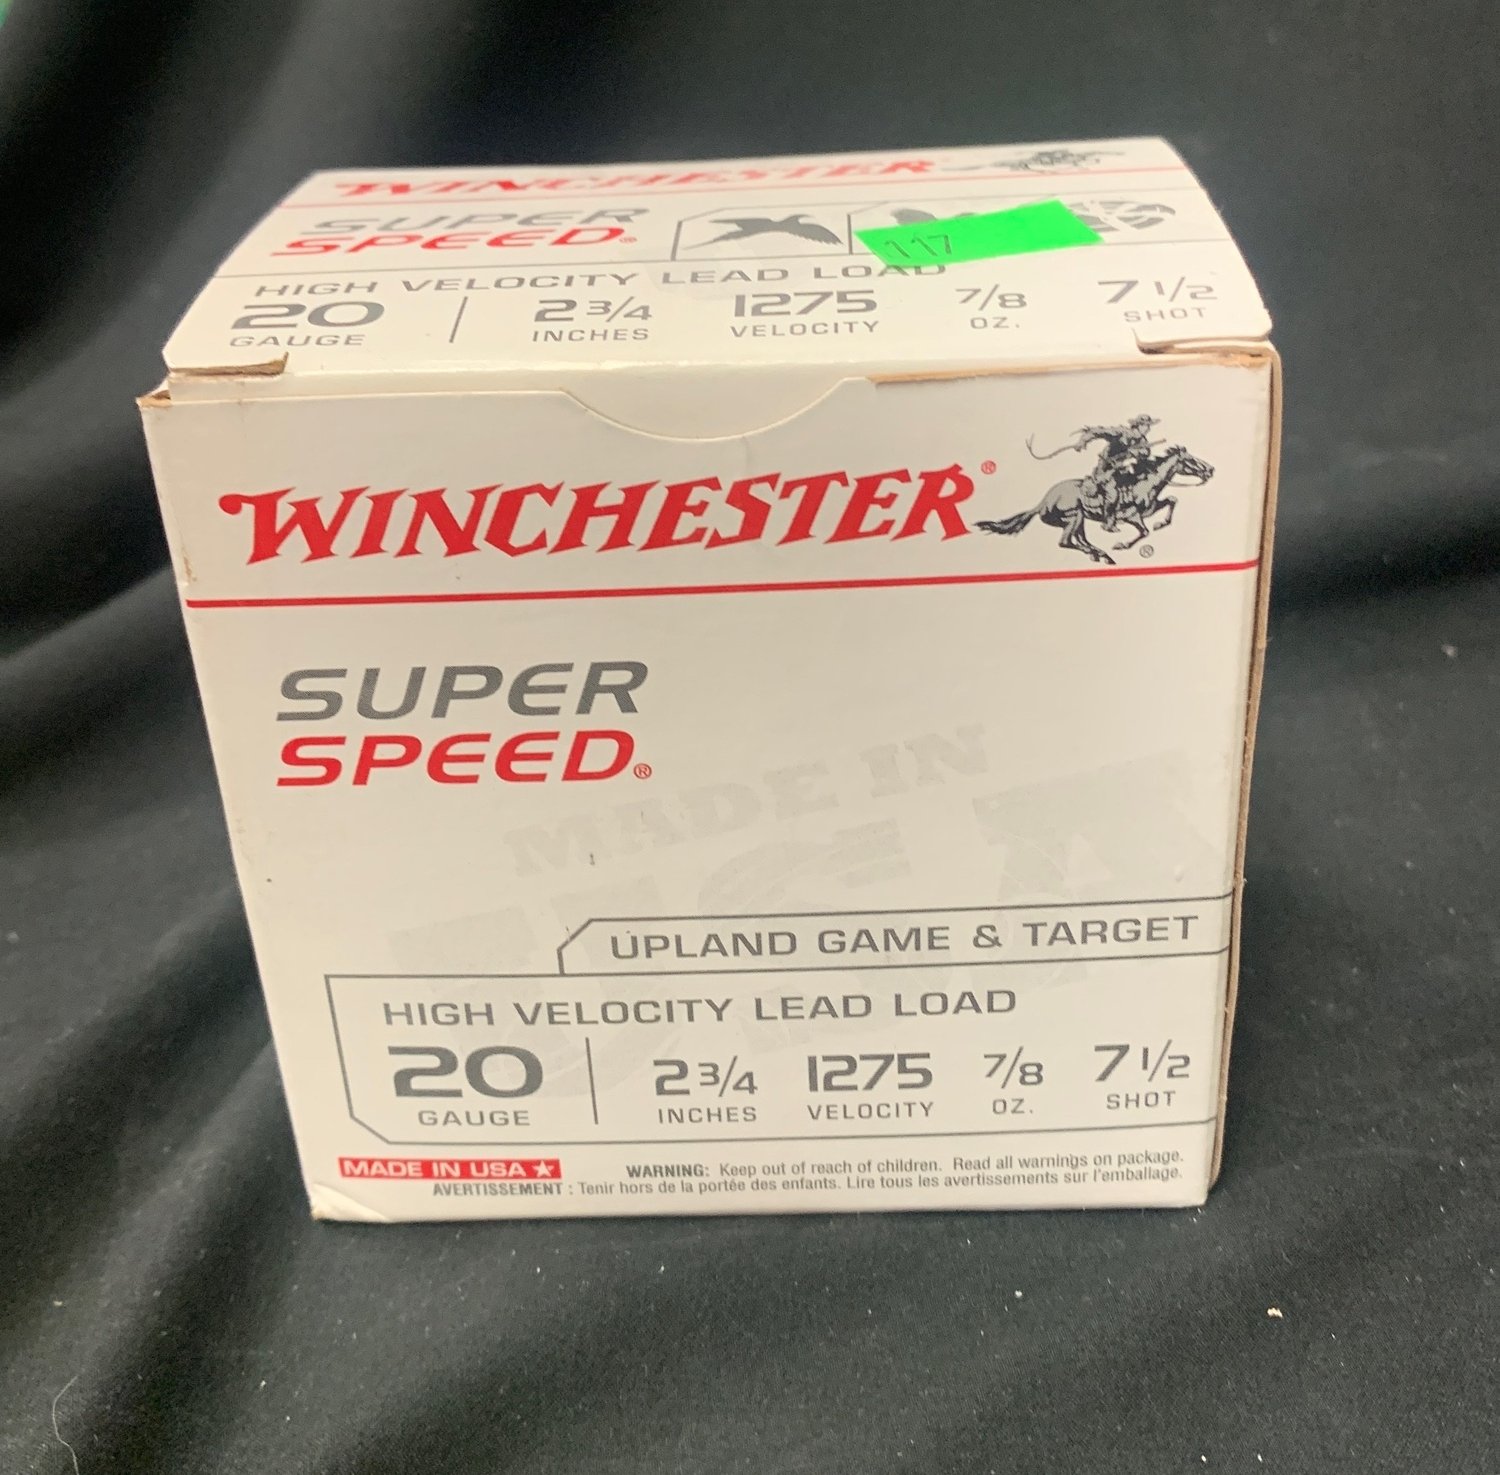 WINCHESTER
SUPER
SPEED®
117
HIGH VELOCITY LEAD LOAD
20 2 3/4 1275 7/8 7 1/2
GAUGE INCHES VELOCITY OZ. SHOT
WINCHESTER®
®
SUPER
SPEED®
MADE IN
USA
UPLAND GAME & TARGET
HIGH VELOCITY LEAD LOAD
20 2 3/4 1275 7/8 7 1/2
GAUGE INCHES VELOCITY OZ. SHOT
MADE IN USA ★
WARNING: Keep out of reach of children. Read all warnings on package.
AVERTISSEMENT : Tenir hors de la portée des enfants. Lire tous les avertissements sur l'emballage.